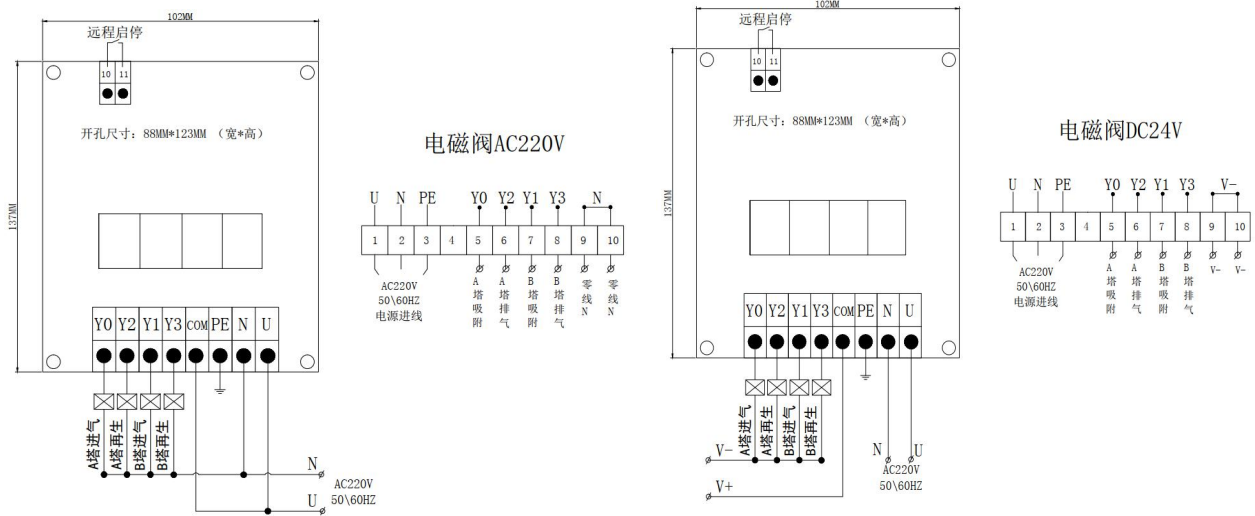 102MM
远程启停
10 11
137MM
开孔尺寸：88MM*123MM （宽*高）
Y0 Y2 Y1 Y3 COM PE N U
A塔进气
A塔再生
B塔进气
B塔再生
N
AC220V
50\60HZ
U
电磁阀AC220V
U N PE Y0 Y2 Y1 Y3 N
1 2 3 4 5 6 7 8 9 10
AC220V
50\60HZ
电源进线
A塔吸附
A塔排气
B塔吸附
B塔排气
零线N
零线N
102MM
远程启停
10 11
137MM
开孔尺寸：88MM*123MM （宽*高）
Y0 Y2 Y1 Y3 COM PE N U
A塔进气
A塔再生
B塔进气
B塔再生
V-
V+
N U
AC220V
50\60HZ
电磁阀DC24V
U N PE Y0 Y2 Y1 Y3 V-
1 2 3 4 5 6 7 8 9 10
AC220V
50\60HZ
电源进线
A塔吸附
A塔排气
B塔吸附
B塔排气
V-
V-